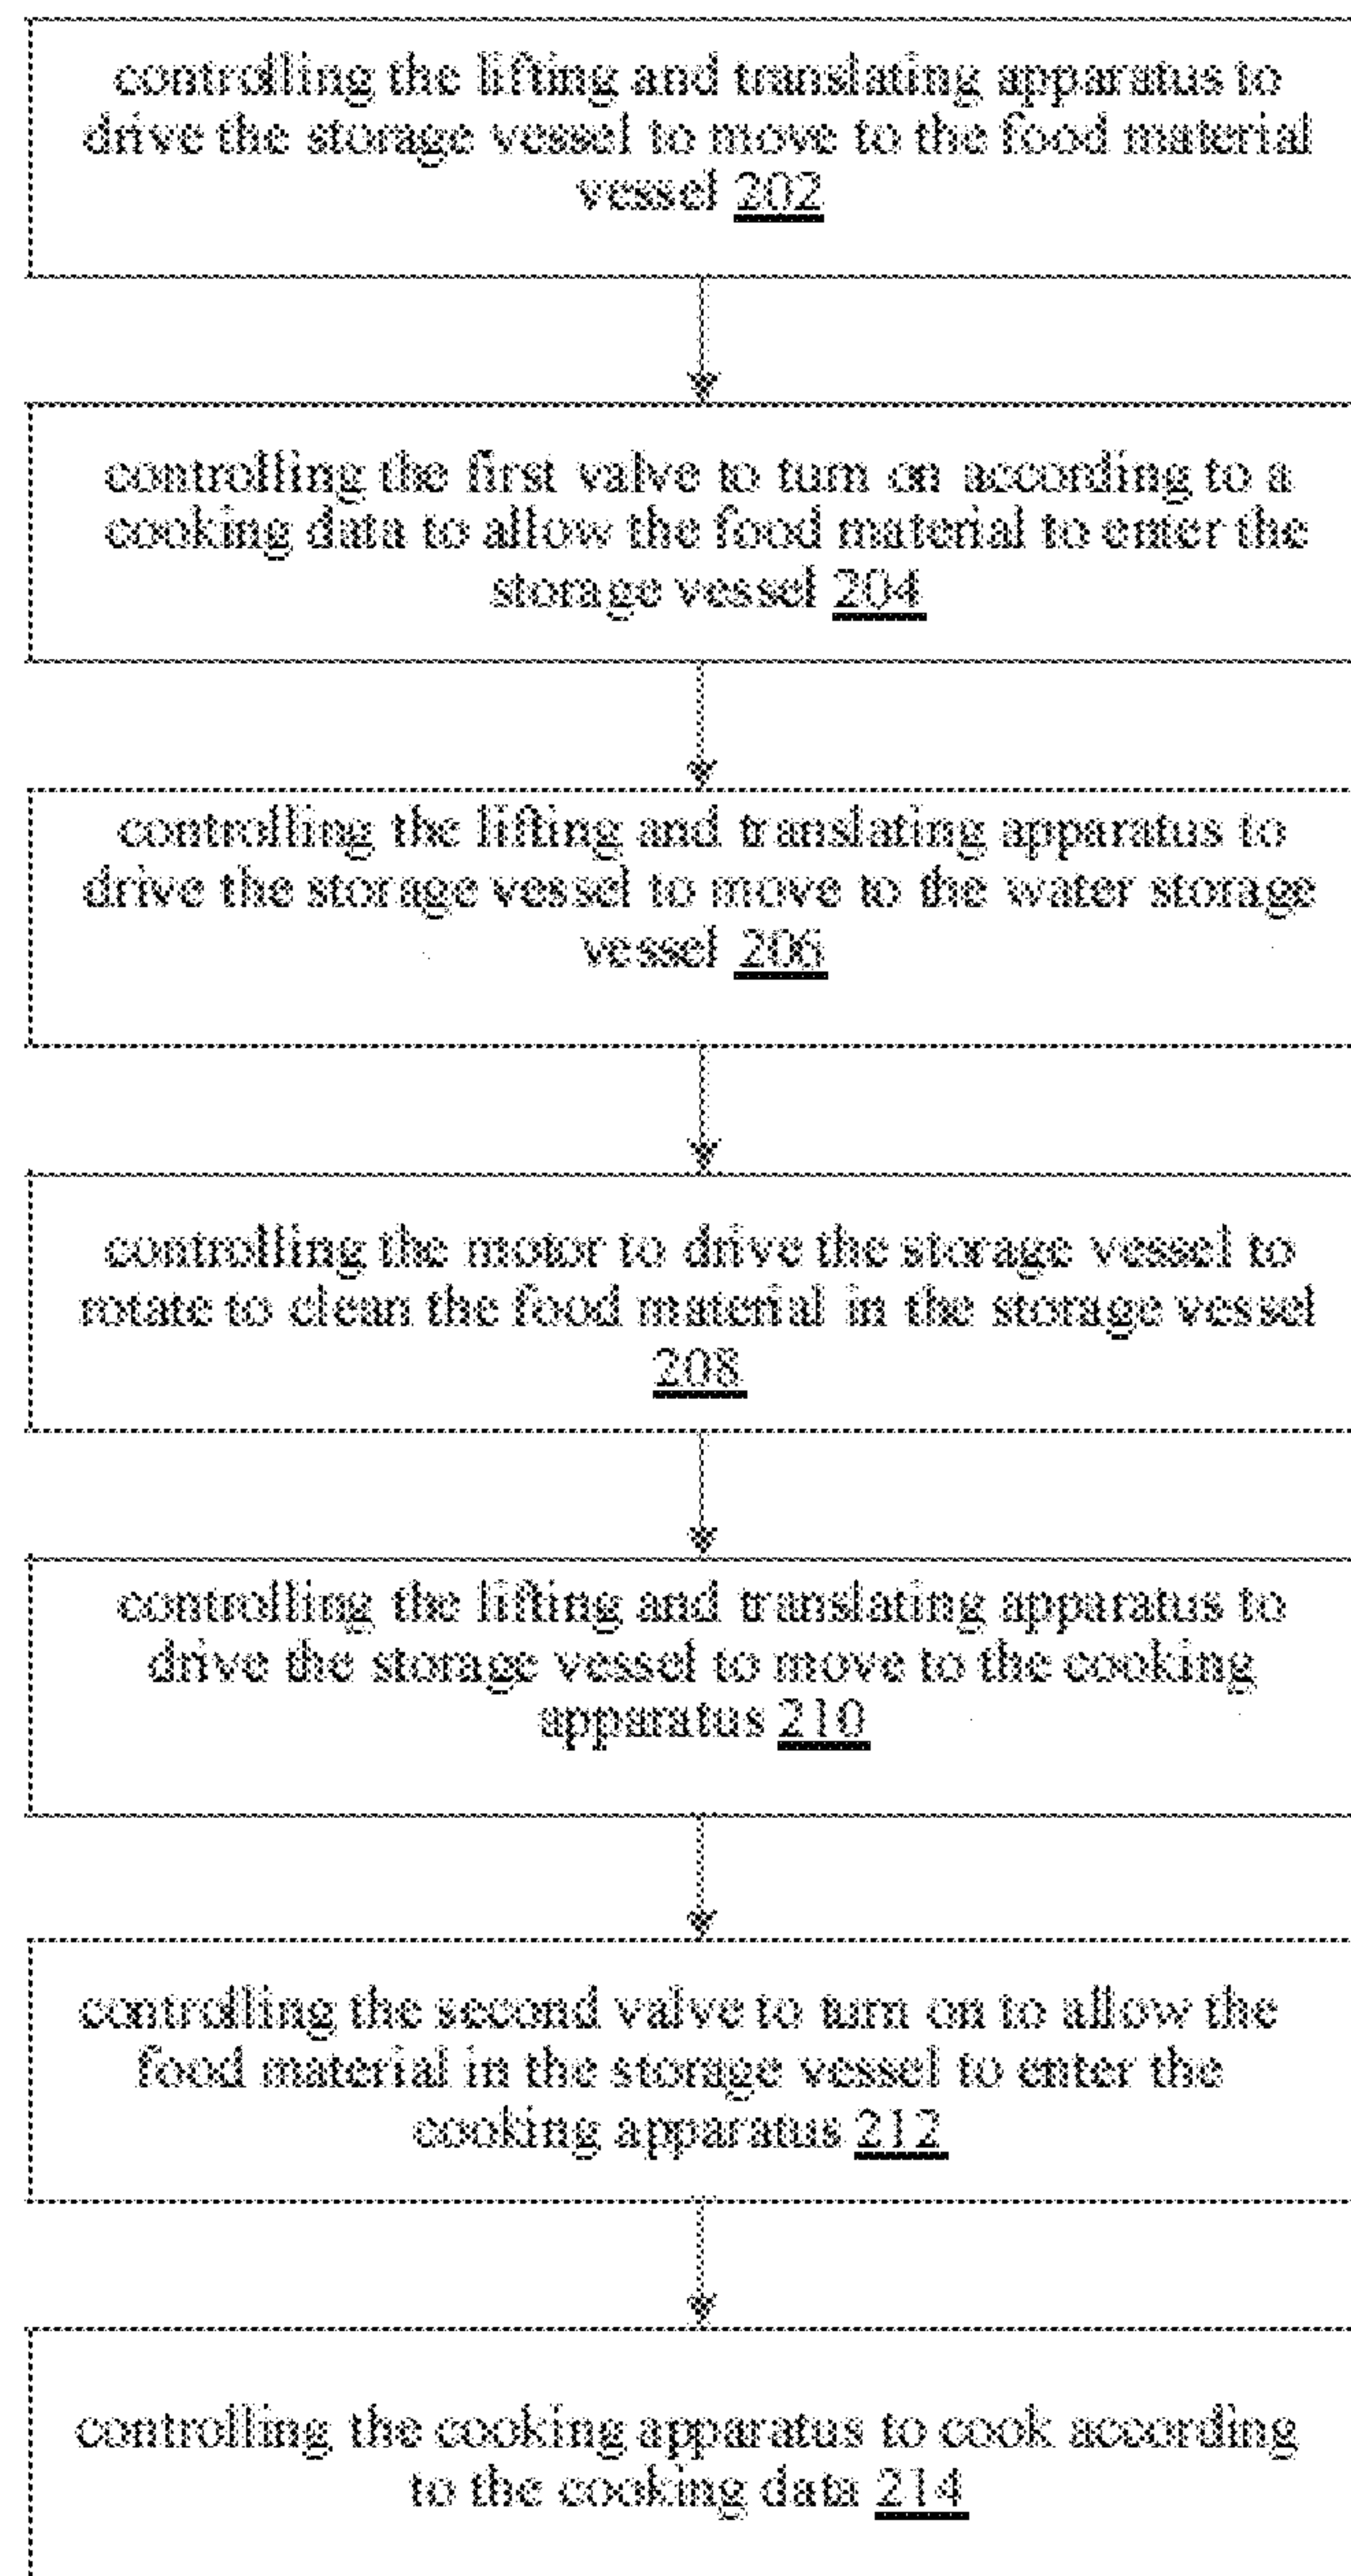 controlling the lifting and translating apparatus to
drive the storage vessel to move to the food material
vessel 202
controlling the first valve to turn on according to a
cooking data to allow the food material to enter the
storage vessel 204
controlling the lifting and translating apparatus to
drive the storage vessel to move to the water storage
vessel 206
controlling the motor to drive the storage vessel to
rotate to clean the food material in the storage vessel
208
controlling the lifting and translating apparatus to
drive the storage vessel to move to the cooking
apparatus 210
controlling the second valve to turn on to allow the
food material in the storage vessel to enter the
cooking apparatus 212
controlling the cooking apparatus to cook according
to the cooking data 214